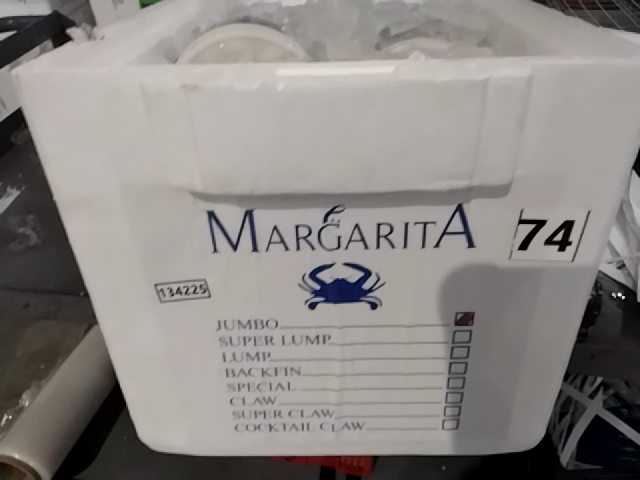 MARGARITA
74
134225
JUMBO
SUPER LUMP
LUMP
BACKFIN
SPECIAL
CLAW
SUPER CLAW
COCKTAIL CLAW